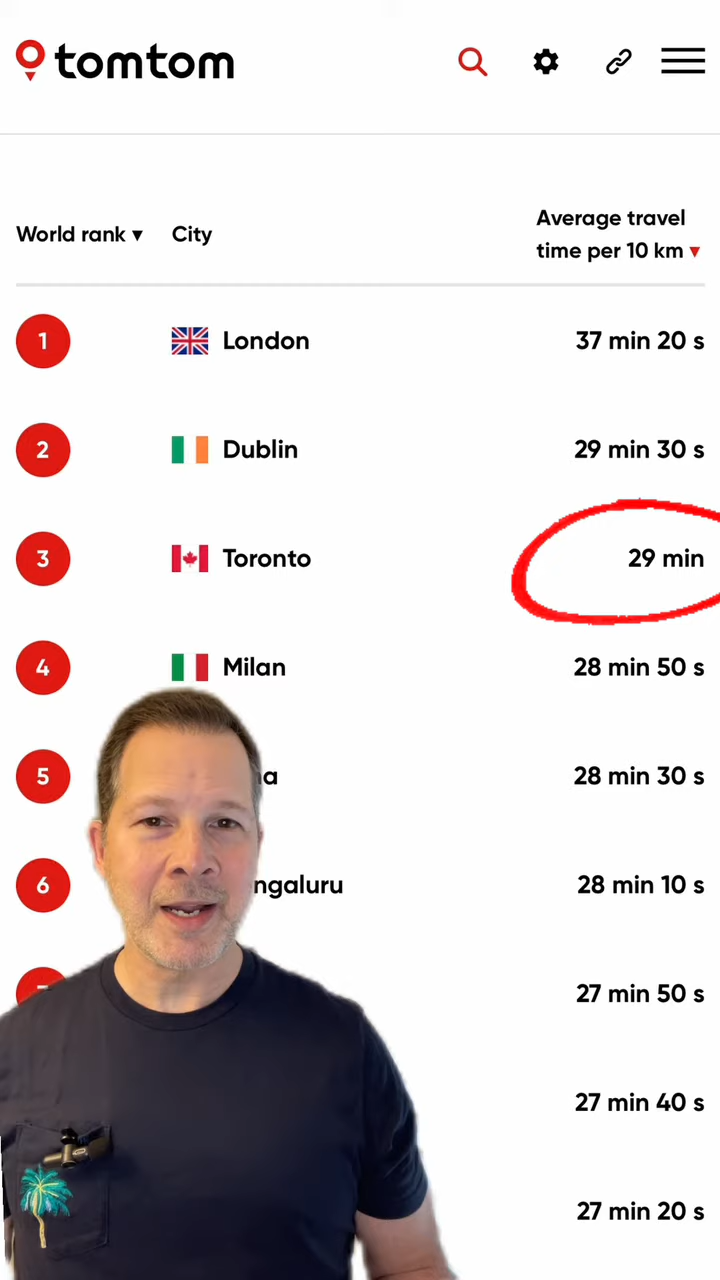 tomtom
World rank ▼ City Average travel
time per 10 km ▼
1 London 37 min 20 s
2 Dublin 29 min 30 s
3 Toronto 29 min
4 Milan 28 min 50 s
5 a 28 min 30 s
6 ngaluru 28 min 10 s
27 min 50 s
27 min 40 s
27 min 20 s